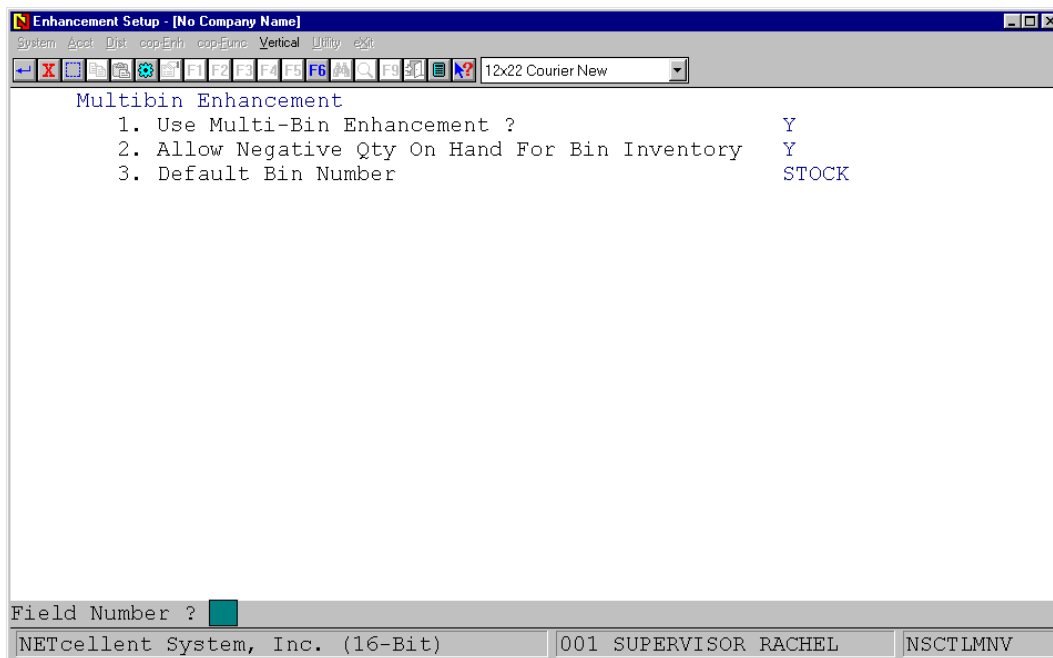 Enhancement Setup - [No Company Name]
System Acct Dist cop-Enh cop-Func Vertical Utility eXit
X F1 F2 F3 F4 F5 F6 F9 ? 12x22 Courier New
Multibin Enhancement
1. Use Multi-Bin Enhancement ? Y
2. Allow Negative Qty On Hand For Bin Inventory Y
3. Default Bin Number STOCK
Field Number ?
NETcellent System, Inc. (16-Bit) 001 SUPERVISOR RACHEL NSCTLMNV